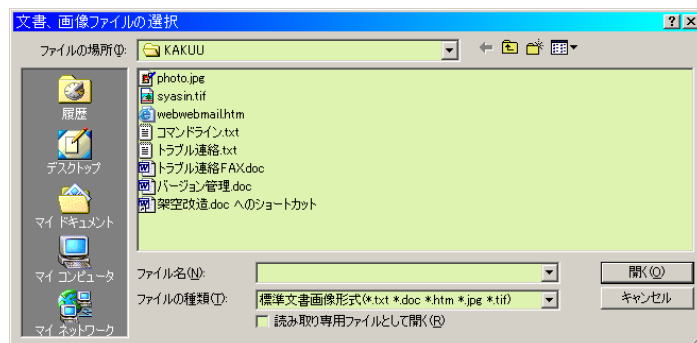 文書、画像ファイルの選択
ファイルの場所(I):
KAKUU
履歴
デスクトップ
マイ ドキュメント
マイ コンピュータ
マイ ネットワーク
photo.jpg
syasin.tif
webwebmail.htm
コマンドライン.txt
トラブル連絡.txt
トラブル連絡FAX.doc
バージョン管理.doc
架空改造.doc へのショートカット
ファイル名(N):
開く(O)
ファイルの種類(T):
標準文書画像形式(*.txt *.doc *.htm *.jpg *.tif)
キャンセル
読み取り専用ファイルとして開く(R)